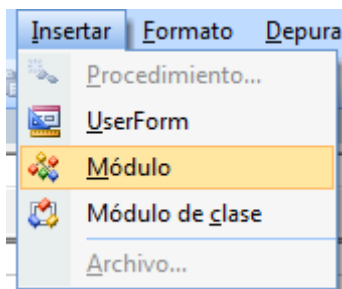 Insertar Formato Depura
Procedimiento...
UserForm
Módulo
Módulo de clase
Archivo...